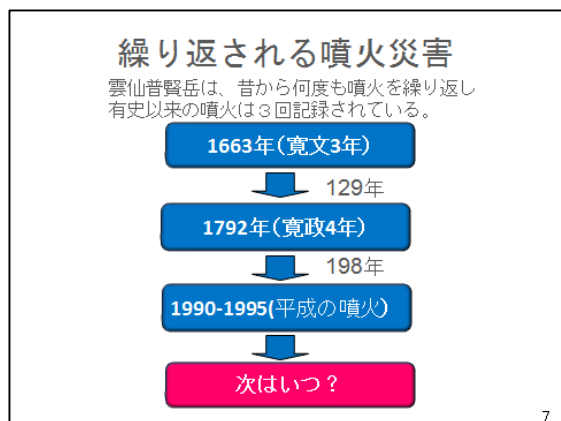 繰り返される噴火災害
雲仙普賢岳は、昔から何度も噴火を繰り返し
有史以来の噴火は３回記録されている。
1663年(寛文3年)
129年
1792年(寛政4年)
198年
1990-1995(平成の噴火)
次はいつ？
7